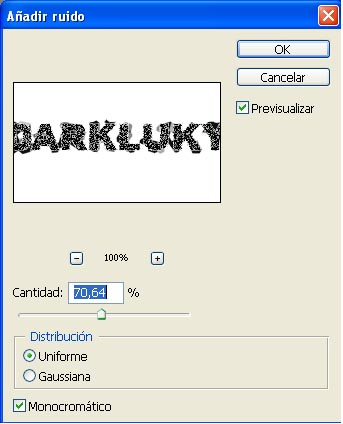 Añadir ruido
OK
Cancelar
Previsualizar
DARKLUKY
100%
Cantidad: 70,64 %
Distribución
Uniforme
Gaussiana
Monocromático